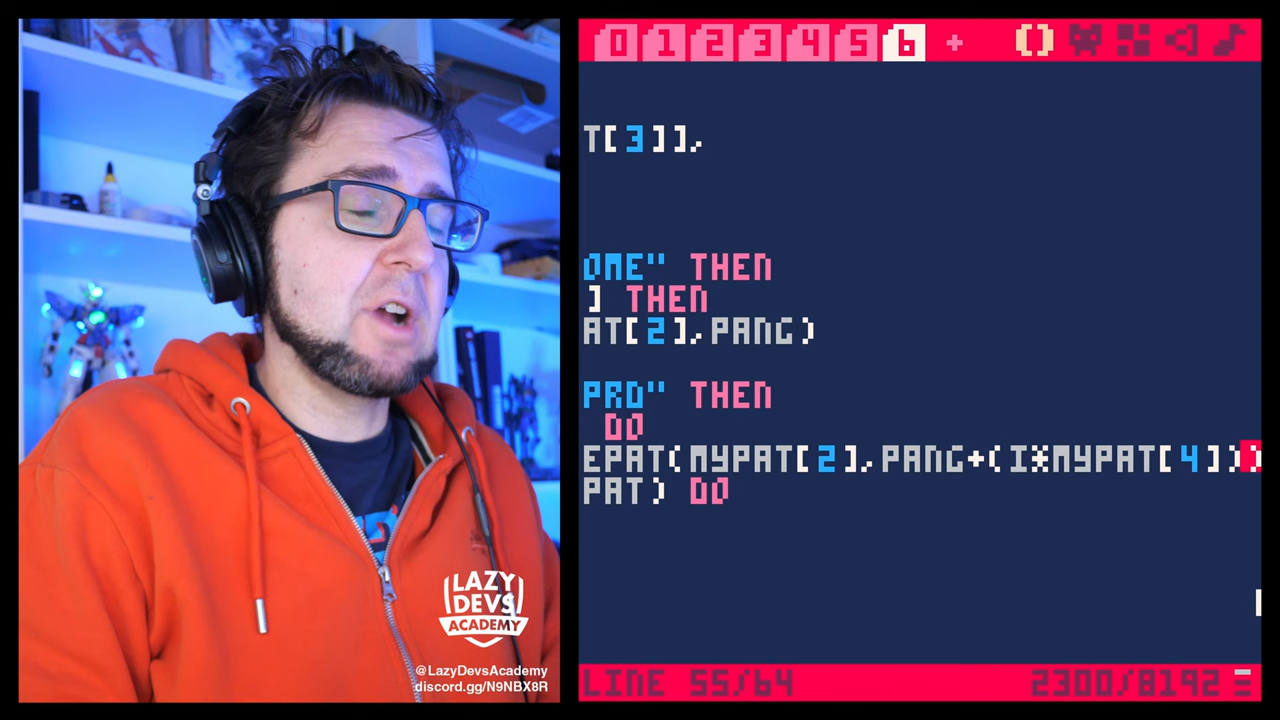 0 1 2 3 4 5 6 + ()
T[3]],
OME" THEN
] THEN
AT[2],PANG)
PRO" THEN
DO
EPAT(MYPAT[2],PANG+(I*MYPAT[4]))
PAT) DO
LINE 55/64
2300/8192
LAZY
DEVS
ACADEMY
@LazyDevsAcademy
discord.gg/N9NBX8R